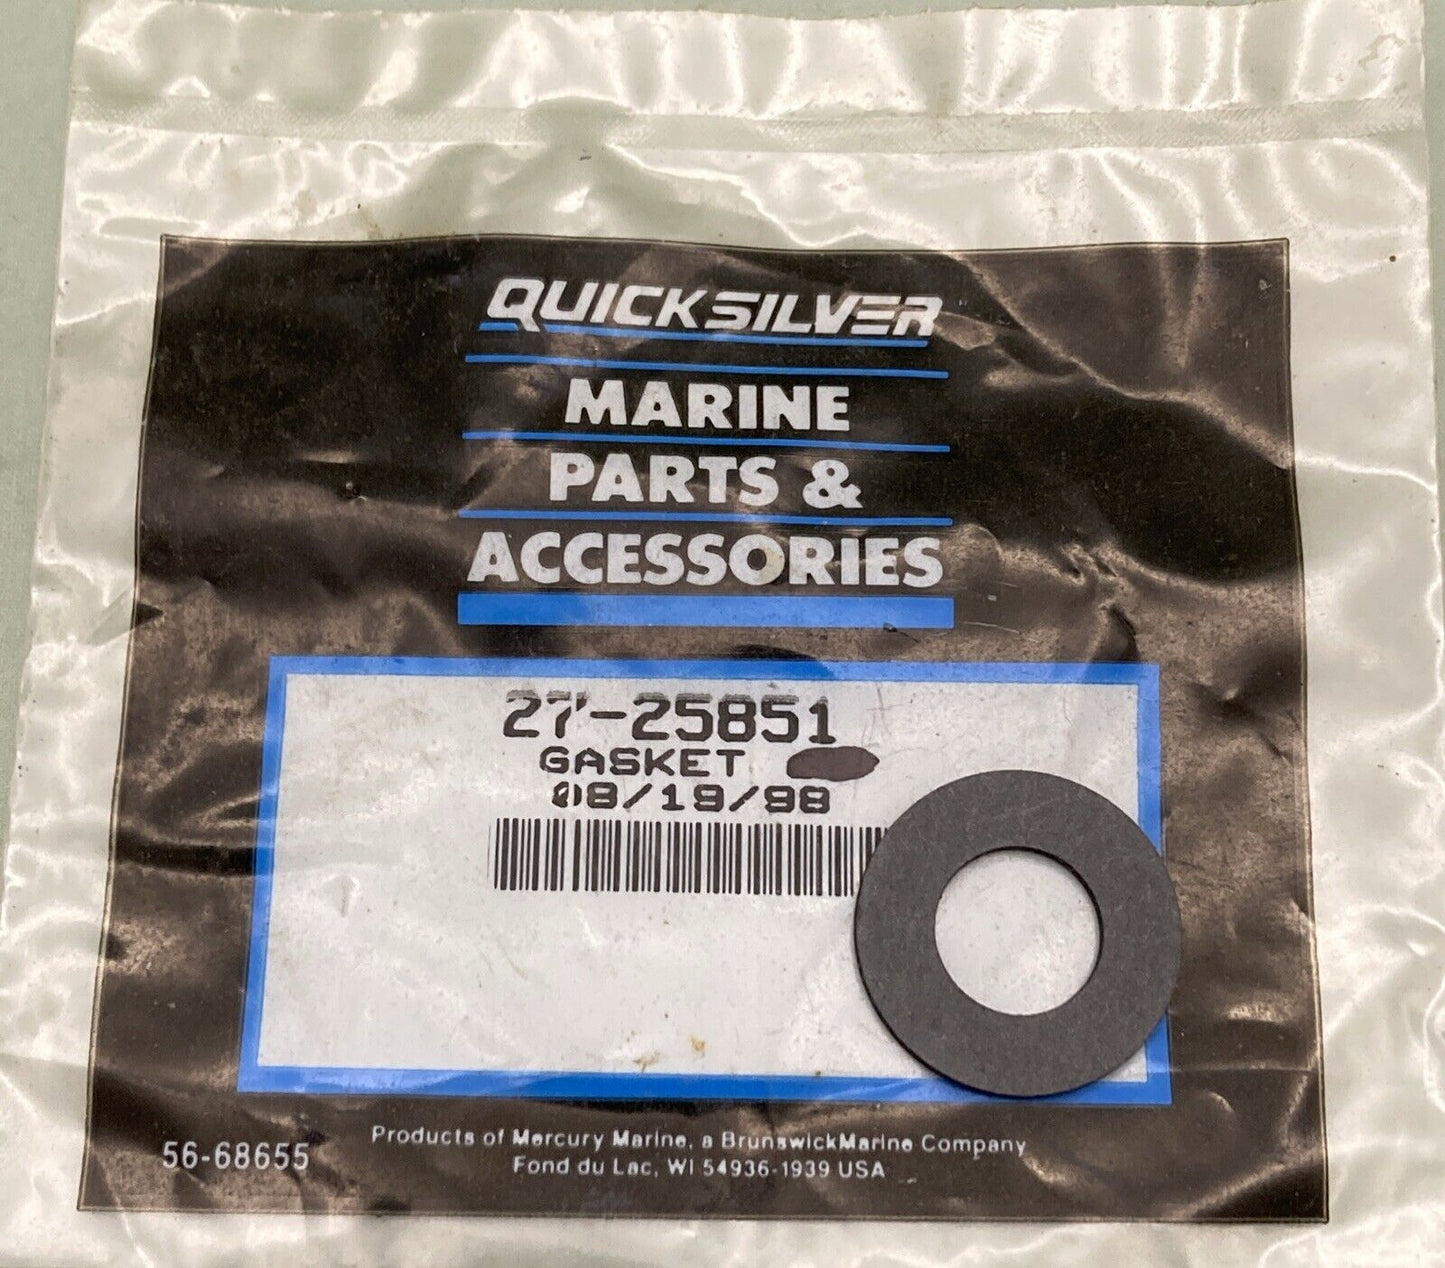 QUICKSILVER
MARINE
PARTS &
ACCESSORIES
27-25851
GASKET
08/19/98
56-68655
Products of Mercury Marine, a BrunswickMarine Company
Fond du Lac, WI 54936-1939 USA